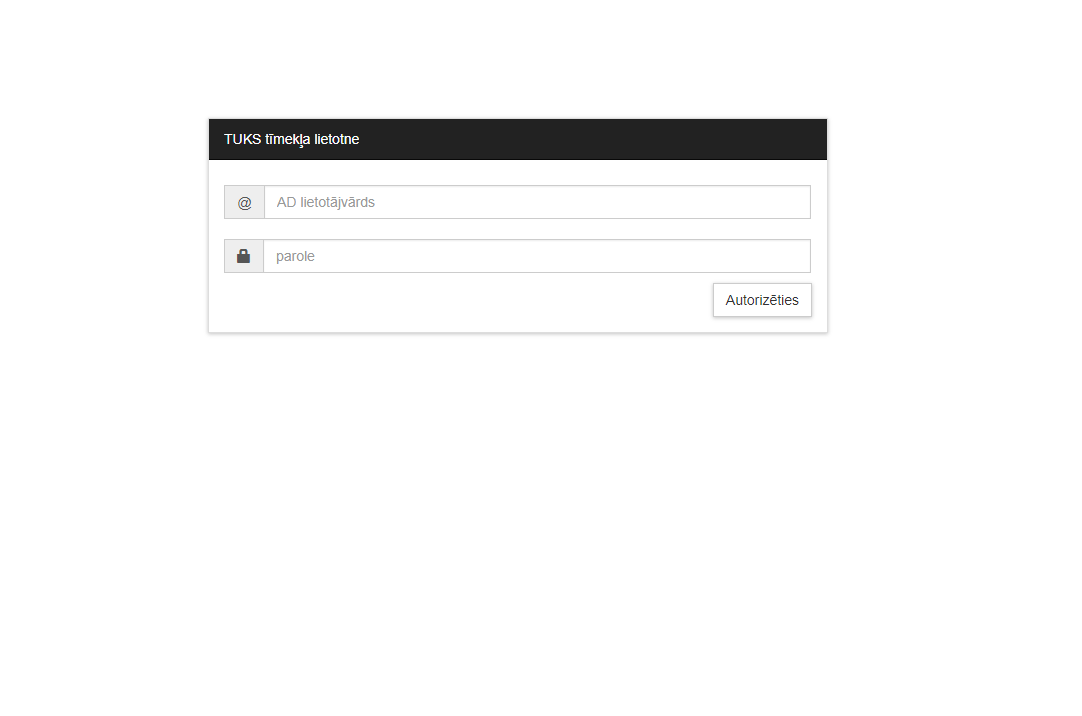 TUKS tīmekļa lietotne
@ AD lietotājvārds
parole
Autorizēties